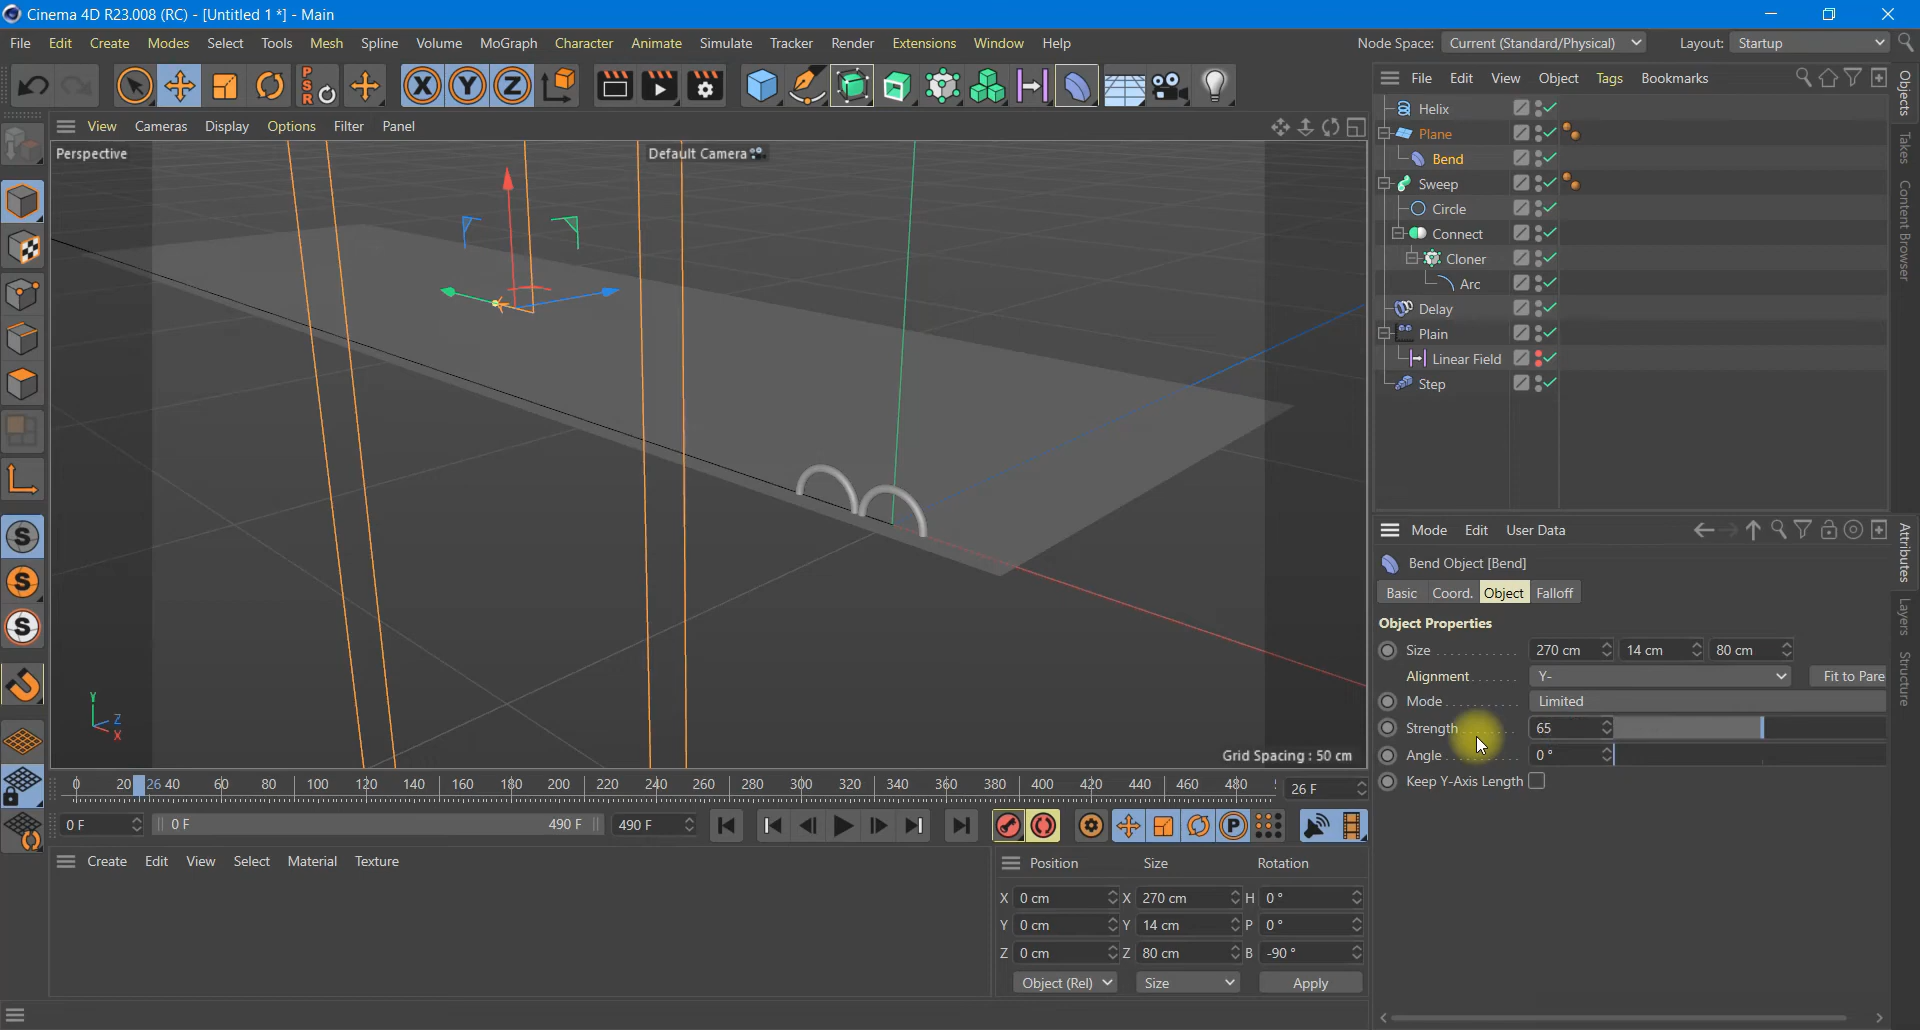 Cinema 4D R23.008 (RC) - [Untitled 1 *] - Main
File Edit Create Modes Select Tools Mesh Spline Volume MoGraph Character Animate Simulate Tracker Render Extensions Window Help
Node Space: Current (Standard/Physical) Layout: Startup
PSR X Y Z
File Edit View Object Tags Bookmarks
View Cameras Display Options Filter Panel
Perspective
Default Camera
Helix
Plane
Bend
Sweep
Circle
Connect
Cloner
Arc
Delay
Plain
Linear Field
Step
Objects
Takes
Content Browser
Y
Z
X
Grid Spacing : 50 cm
Mode Edit User Data
Bend Object [Bend]
Basic Coord. Object Falloff
Object Properties
Size 270 cm 14 cm 80 cm
Alignment Y- Fit to Pare
Mode Limited
Strength 65
Angle 0 °
Keep Y-Axis Length
Attributes
Layers
Structure
S
S
S
0 20 26 40 60 80 100 120 140 160 180 200 220 240 260 280 300 320 340 360 380 400 420 440 460 480 26 F
0 F 0 F 490 F 490 F
P
Create Edit View Select Material Texture
Position Size Rotation
X 0 cm X 270 cm H 0 °
Y 0 cm Y 14 cm P 0 °
Z 0 cm Z 80 cm B -90 °
Object (Rel) Size Apply